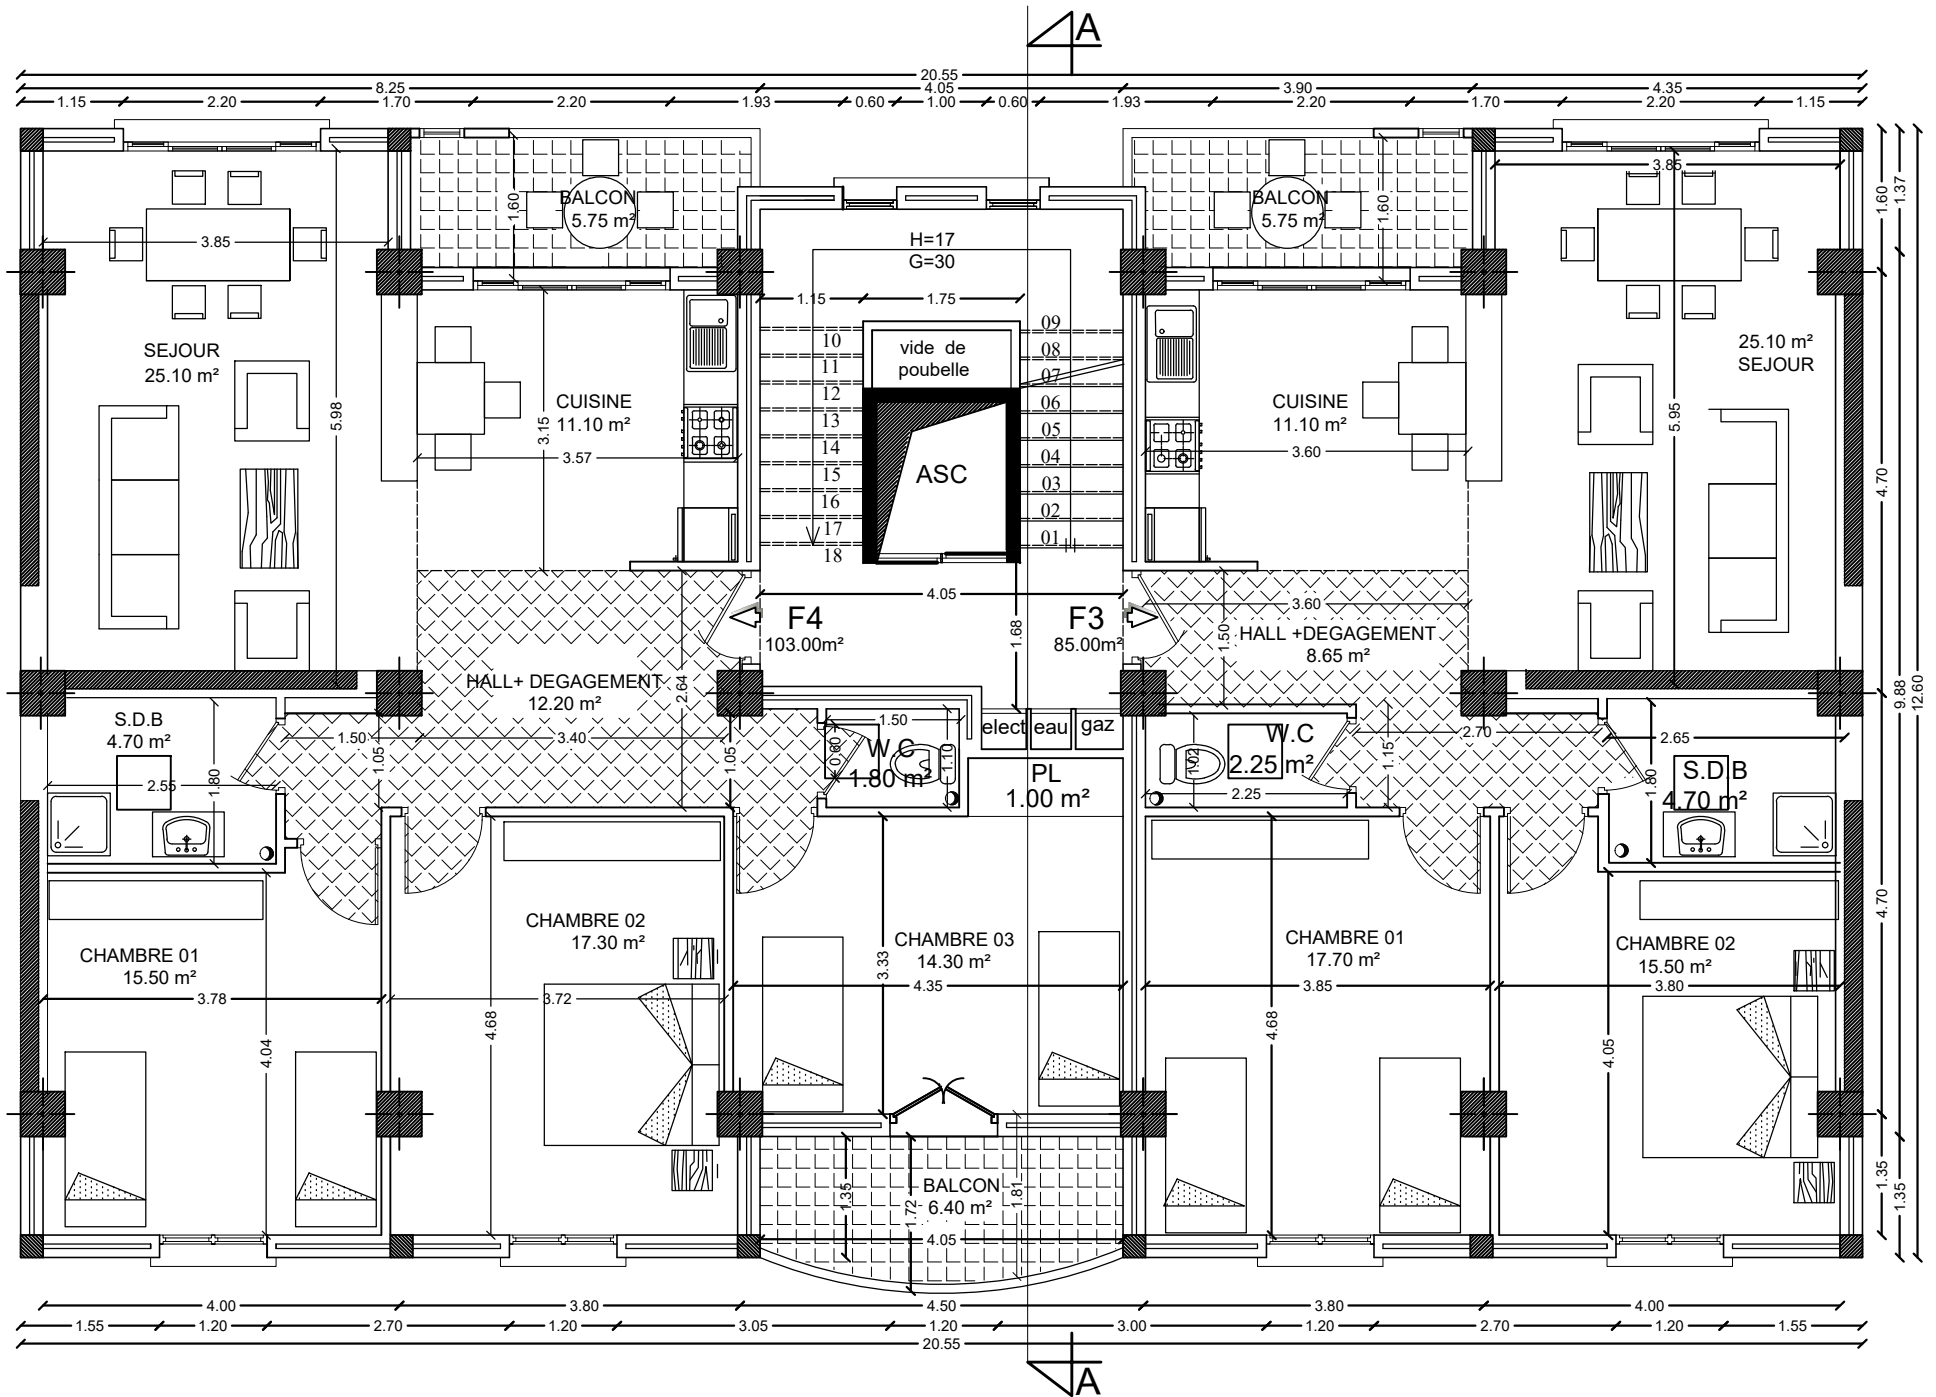 A
20.55
8.25 4.05 3.90 4.35
1.15 2.20 1.70 2.20 1.93 0.60 1.00 0.60 1.93 2.20 1.70 2.20 1.15
3.85
1.60
1.37
BALCON
5.75 m²
1.60
BALCON
5.75 m²
1.60
3.85
H=17
G=30
1.15 1.75
SEJOUR
25.10 m²
5.98
CUISINE
11.10 m²
3.15
3.57
vide de
poubelle
ASC
10
11
12
13
14
15
16
17
18
09
08
07
06
05
04
03
02
01
CUISINE
11.10 m²
3.60
25.10 m²
SEJOUR
5.95
4.70
9.88
12.60
4.05
F4
103.00m²
F3
85.00m²
1.68
3.60
1.50
HALL +DEGAGEMENT
8.65 m²
HALL+ DEGAGEMENT
12.20 m²
2.64
S.D.B
4.70 m²
2.55
1.80
1.50
1.05
3.40
1.05
1.50
0.60
W.C
1.80 m²
1.10
elect eau gaz
PL
1.00 m²
1.02
W.C
2.25 m²
2.25
1.15
2.70
2.65
1.80
S.D.B
4.70 m²
CHAMBRE 01
15.50 m²
3.78
4.04
CHAMBRE 02
17.30 m²
3.72
4.68
CHAMBRE 03
14.30 m²
3.33
4.35
CHAMBRE 01
17.70 m²
3.85
4.68
CHAMBRE 02
15.50 m²
3.80
4.05
4.70
1.35
1.35
BALCON
6.40 m²
1.35
1.72
1.81
4.05
4.00 3.80 4.50 3.80 4.00
1.55 1.20 2.70 1.20 3.05 1.20 3.00 1.20 2.70 1.20 1.55
20.55
A